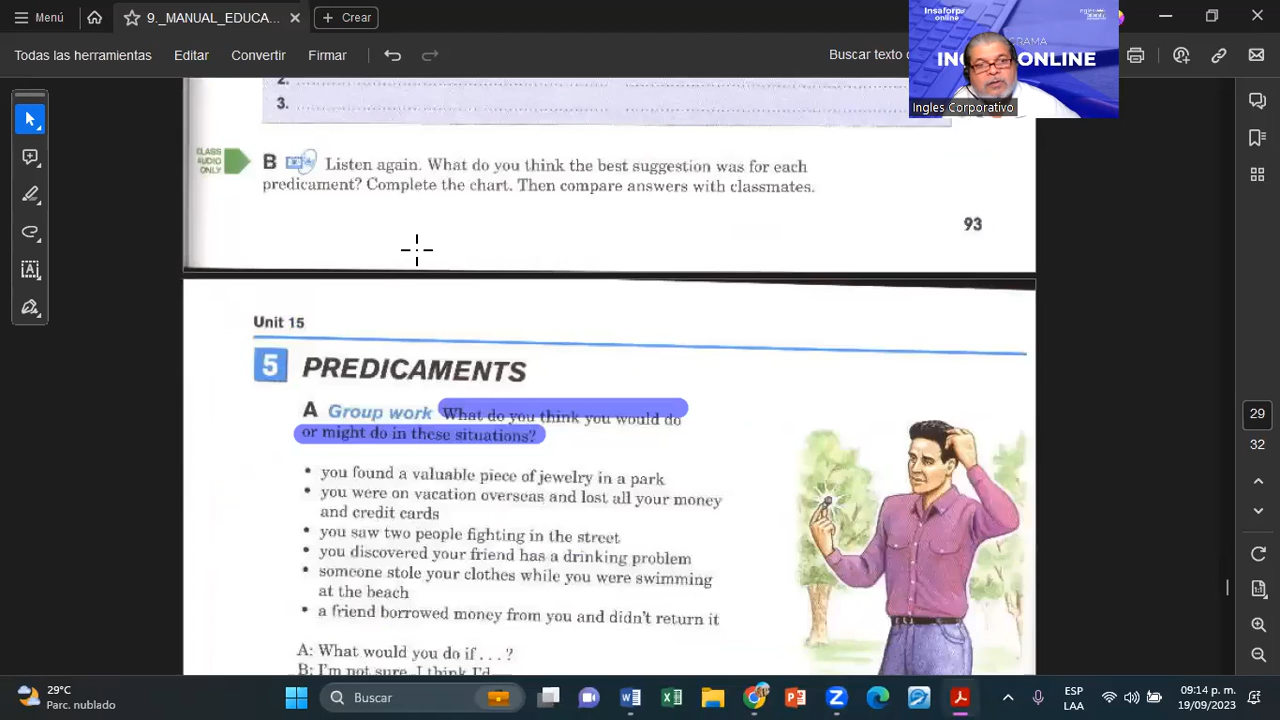 Menú
9._MANUAL_EDUCA...
Crear
Todas las herramientas
Editar
Convertir
Buscar texto
Insaforp
online
INGLES ONLINE
Ingles Corporativo
2.
3.
CLASS
AUDIO
ONLY
B Listen again. What do you think the best suggestion was for each
predicament? Complete the chart. Then compare answers with classmates.
93
Unit 15
5 PREDICAMENTS
A Group work What do you think you would do
or might do in these situations?
• you found a valuable piece of jewelry in a park
• you were on vacation overseas and lost all your money
and credit cards
• you saw two people fighting in the street
• you discovered your friend has a drinking problem
• someone stole your clothes while you were swimming
at the beach
• a friend borrowed money from you and didn't return it
A: What would you do if . . . ?
B: I'm not sure. I think I'd
29
32
29°C
Parc. nublado
Buscar
ESP
LAA
09:14 p. m.
19/09/2023